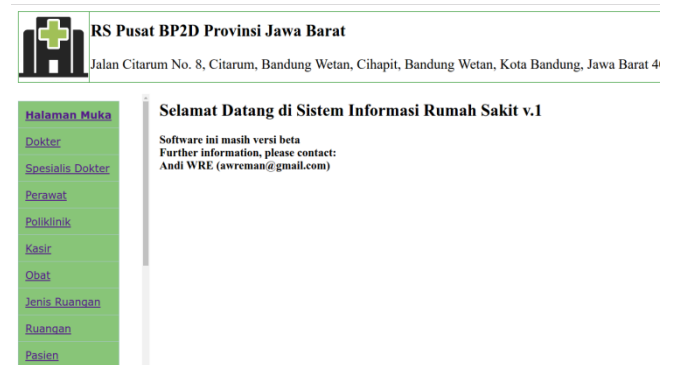 RS Pusat BP2D Provinsi Jawa Barat
Jalan Citarum No. 8, Citarum, Bandung Wetan, Cihapit, Bandung Wetan, Kota Bandung, Jawa Barat
Halaman Muka
Dokter
Spesialis Dokter
Perawat
Poliklinik
Kasir
Obat
Jenis Ruangan
Ruangan
Pasien
Selamat Datang di Sistem Informasi Rumah Sakit v.1
Software ini masih versi beta
Further information, please contact:
Andi WRE (awreman@gmail.com)